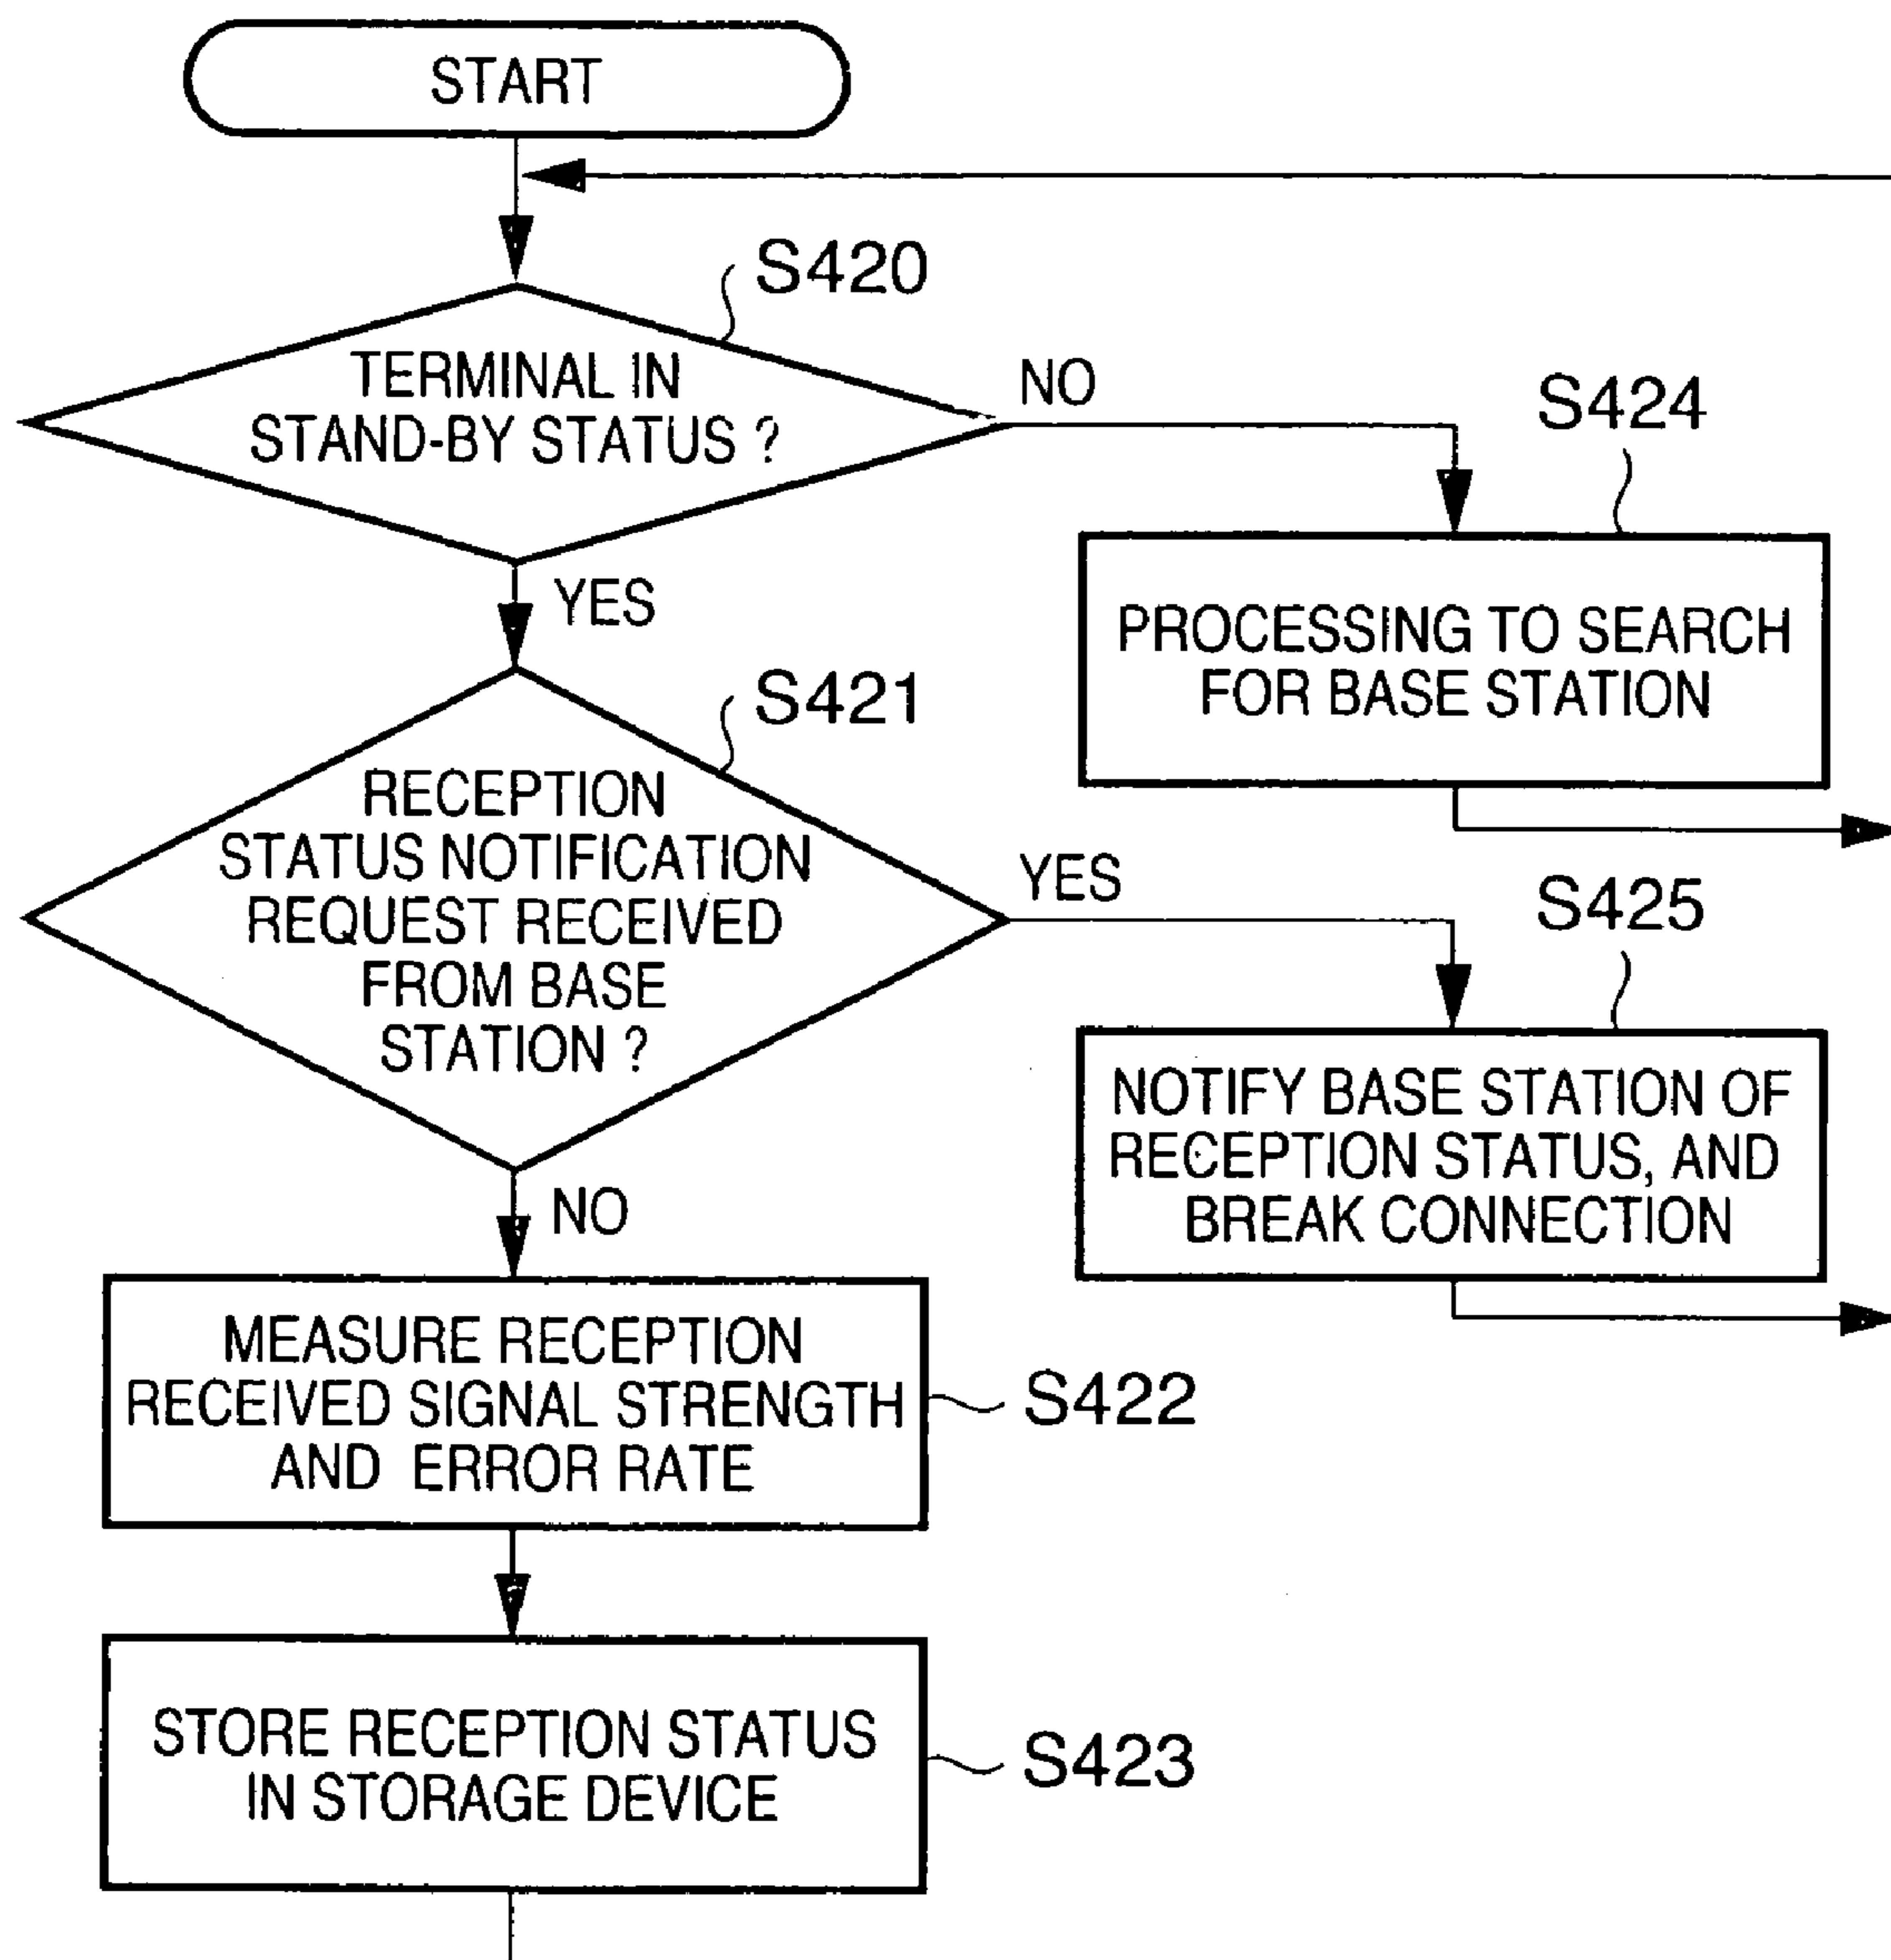 START
S420
TERMINAL IN
STAND-BY STATUS ?
NO
YES
S424
PROCESSING TO SEARCH
FOR BASE STATION
S421
RECEPTION
STATUS NOTIFICATION
REQUEST RECEIVED
FROM BASE
STATION ?
YES
NO
S425
NOTIFY BASE STATION OF
RECEPTION STATUS, AND
BREAK CONNECTION
MEASURE RECEPTION
RECEIVED SIGNAL STRENGTH
AND ERROR RATE
S422
STORE RECEPTION STATUS
IN STORAGE DEVICE
S423